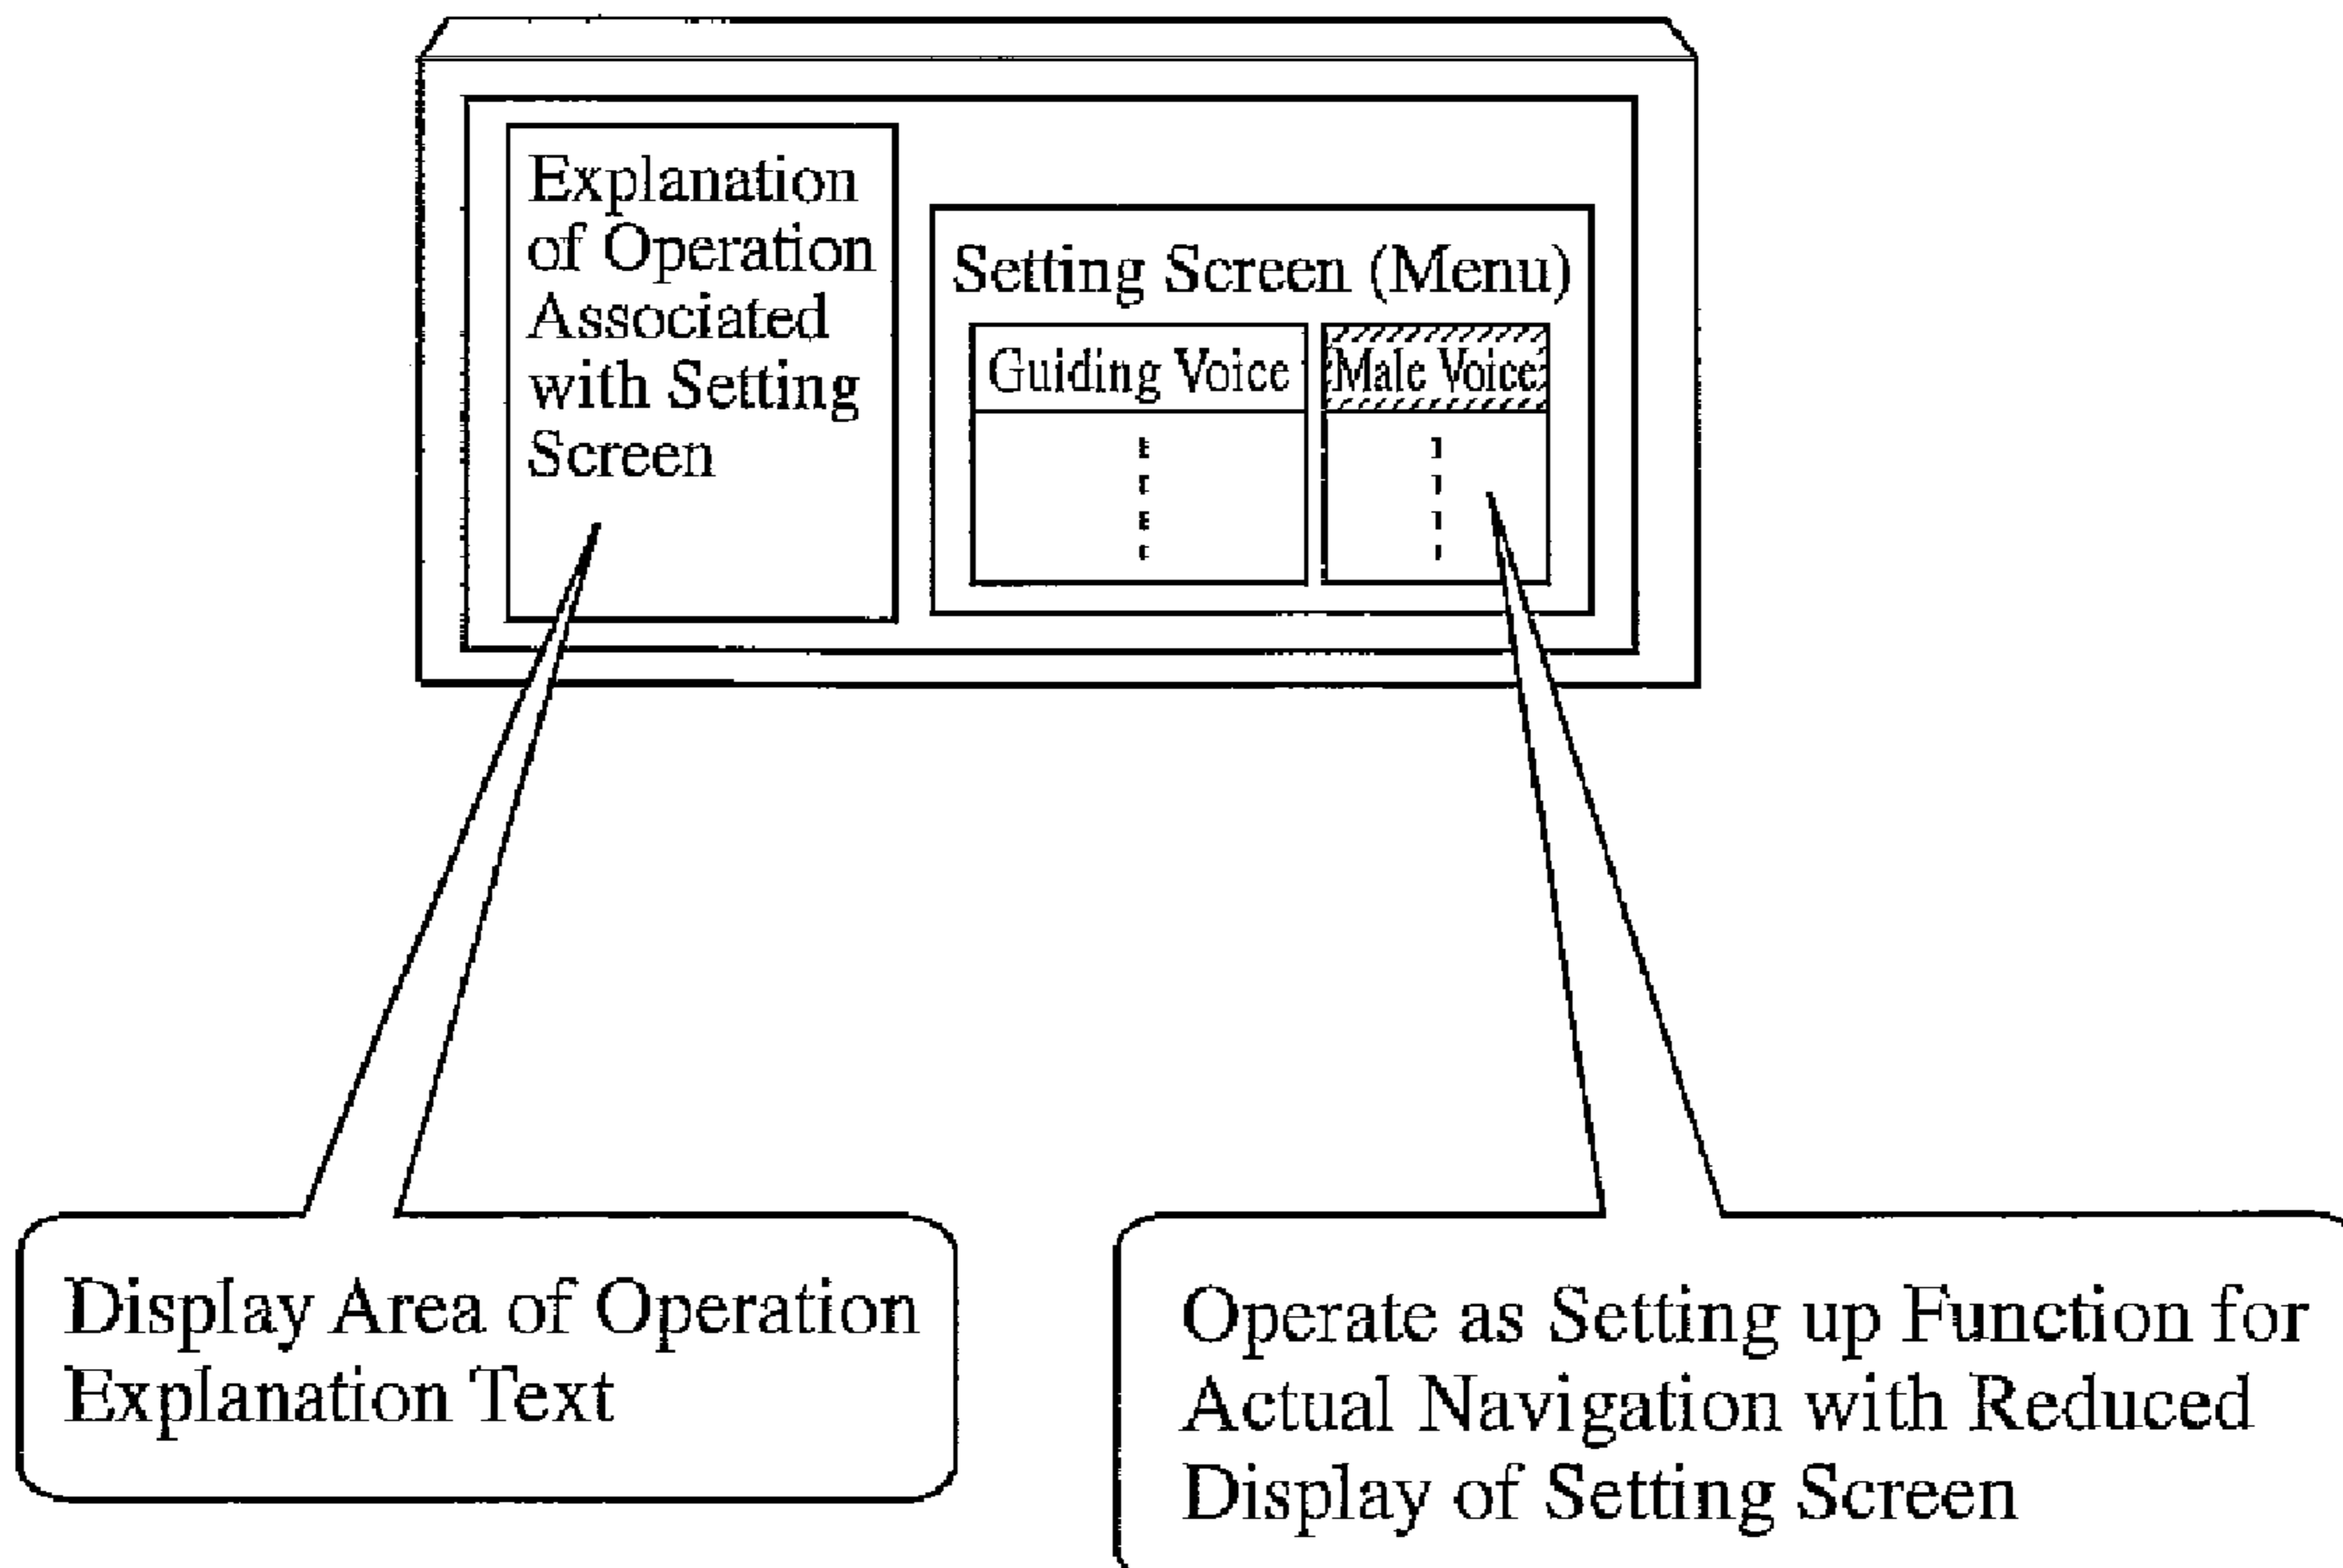 Explanation
of Operation
Associated
with Setting
Screen
Setting Screen (Menu)
Guiding Voice
Male Voice
Display Area of Operation
Explanation Text
Operate as Setting up Function for
Actual Navigation with Reduced
Display of Setting Screen